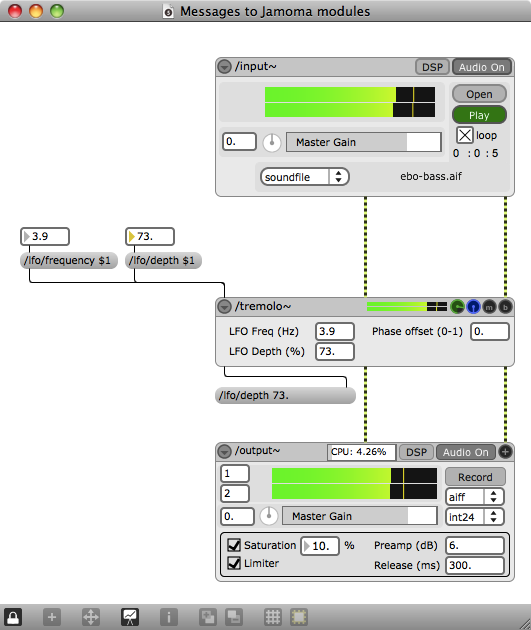 Messages to Jamoma modules
/input~ DSP Audio On
Open
Play
loop
0. Master Gain 0 : 0 : 5
soundfile ebo-bass.aif
3.9 73.
/lfo/frequency $1 /lfo/depth $1
/tremolo~ m b
LFO Freq (Hz) 3.9 Phase offset (0-1) 0.
LFO Depth (%) 73.
/lfo/depth 73.
/output~ CPU: 4.26% DSP Audio On
1 Record
2 aiff
0. Master Gain int24
Saturation 10. % Preamp (dB) 6.
Limiter Release (ms) 300.